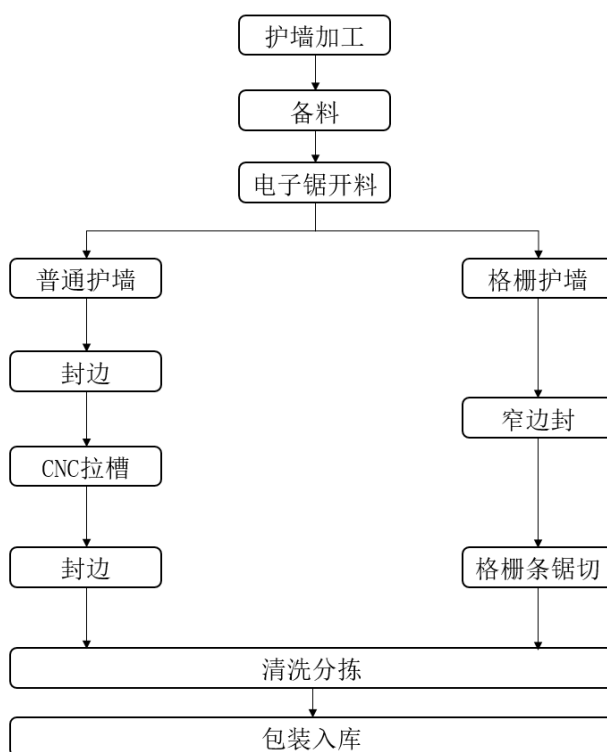 护墙加工
备料
电子锯开料
普通护墙
格栅护墙
封边
窄边封
CNC拉槽
封边
格栅条锯切
清洗分拣
包装入库